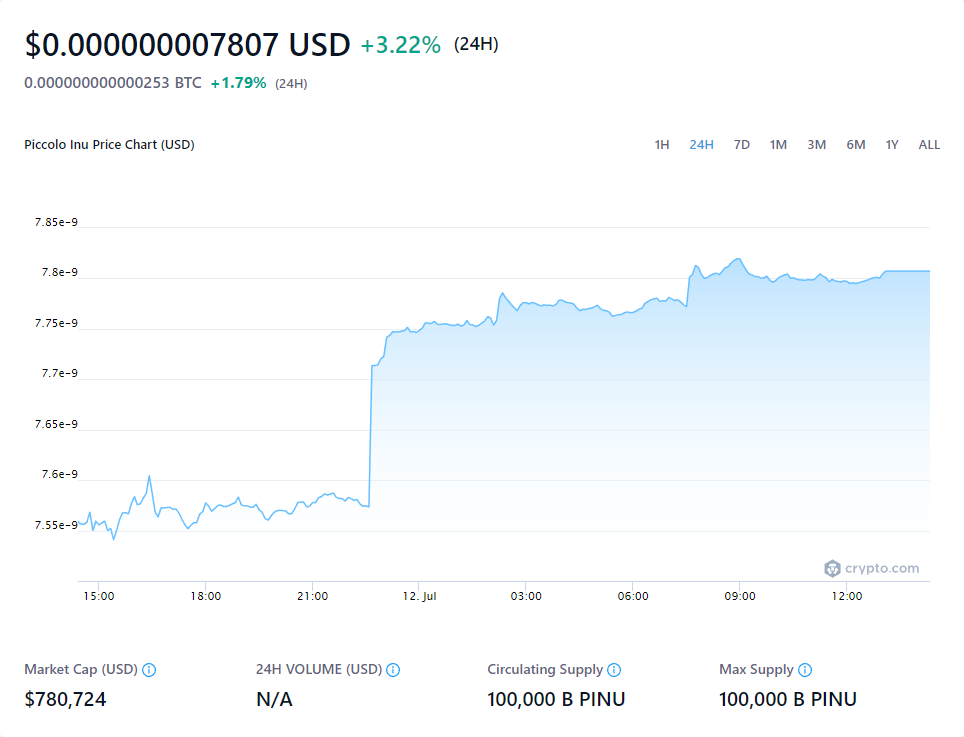 $0.000000007807 USD +3.22% (24H)
0.000000000000253 BTC +1.79% (24H)
Piccolo Inu Price Chart (USD) 1H 24H 7D 1M 3M 6M 1Y ALL
7.85e-9
7.8e-9
7.75e-9
7.7e-9
7.65e-9
7.6e-9
7.55e-9
crypto.com
15:00 18:00 21:00 12. Jul 03:00 06:00 09:00 12:00
Market Cap (USD) 24H VOLUME (USD) Circulating Supply Max Supply
$780,724 N/A 100,000 B PINU 100,000 B PINU